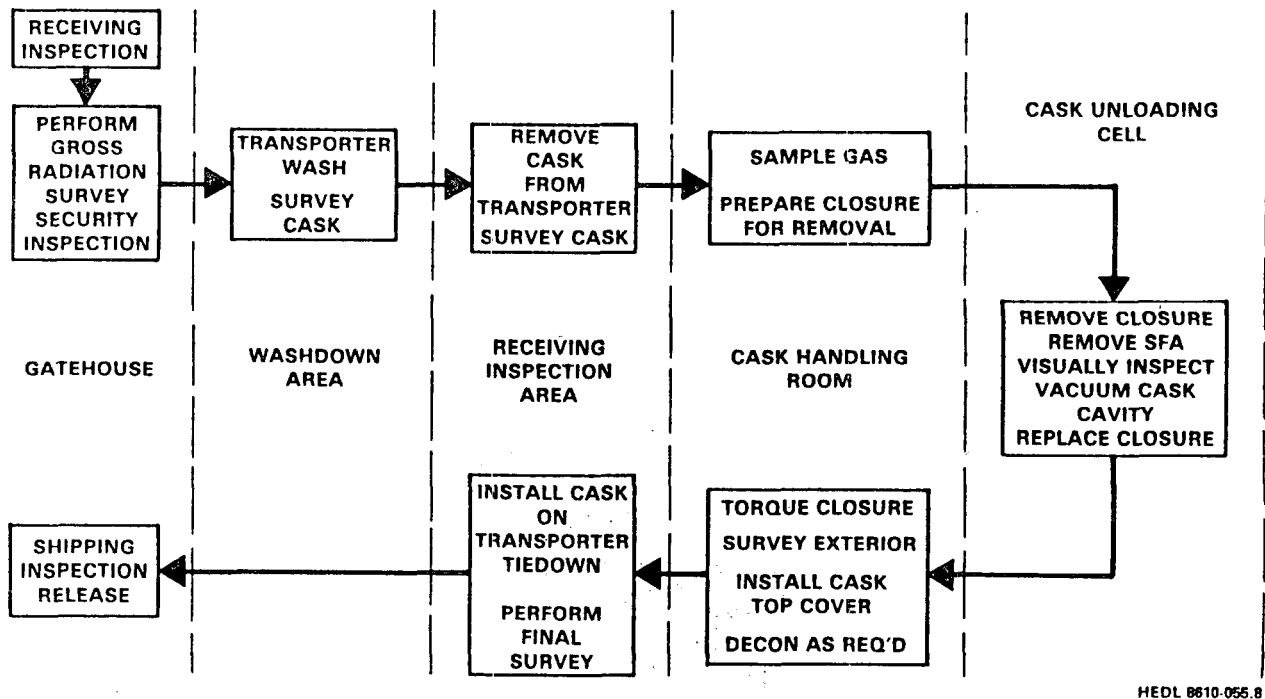 RECEIVING
INSPECTION
PERFORM
GROSS
RADIATION
SURVEY
SECURITY
INSPECTION
TRANSPORTER
WASH
SURVEY
CASK
REMOVE
CASK
FROM
TRANSPORTER
SURVEY CASK
SAMPLE GAS
PREPARE CLOSURE
FOR REMOVAL
CASK UNLOADING
CELL
REMOVE CLOSURE
REMOVE SFA
VISUALLY INSPECT
VACUUM CASK
CAVITY
REPLACE CLOSURE
GATEHOUSE
WASHDOWN
AREA
RECEIVING
INSPECTION
AREA
CASK HANDLING
ROOM
SHIPPING
INSPECTION
RELEASE
INSTALL CASK
ON
TRANSPORTER
TIEDOWN
PERFORM
FINAL
SURVEY
TORQUE CLOSURE
SURVEY EXTERIOR
INSTALL CASK
TOP COVER
DECON AS REQ'D
HEDL 8610-055.8